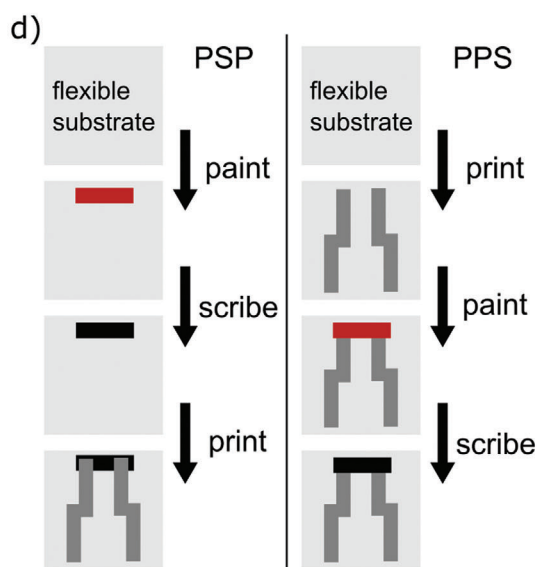 d)
PSP
flexible
substrate
paint
scribe
print
PPS
flexible
substrate
print
paint
scribe